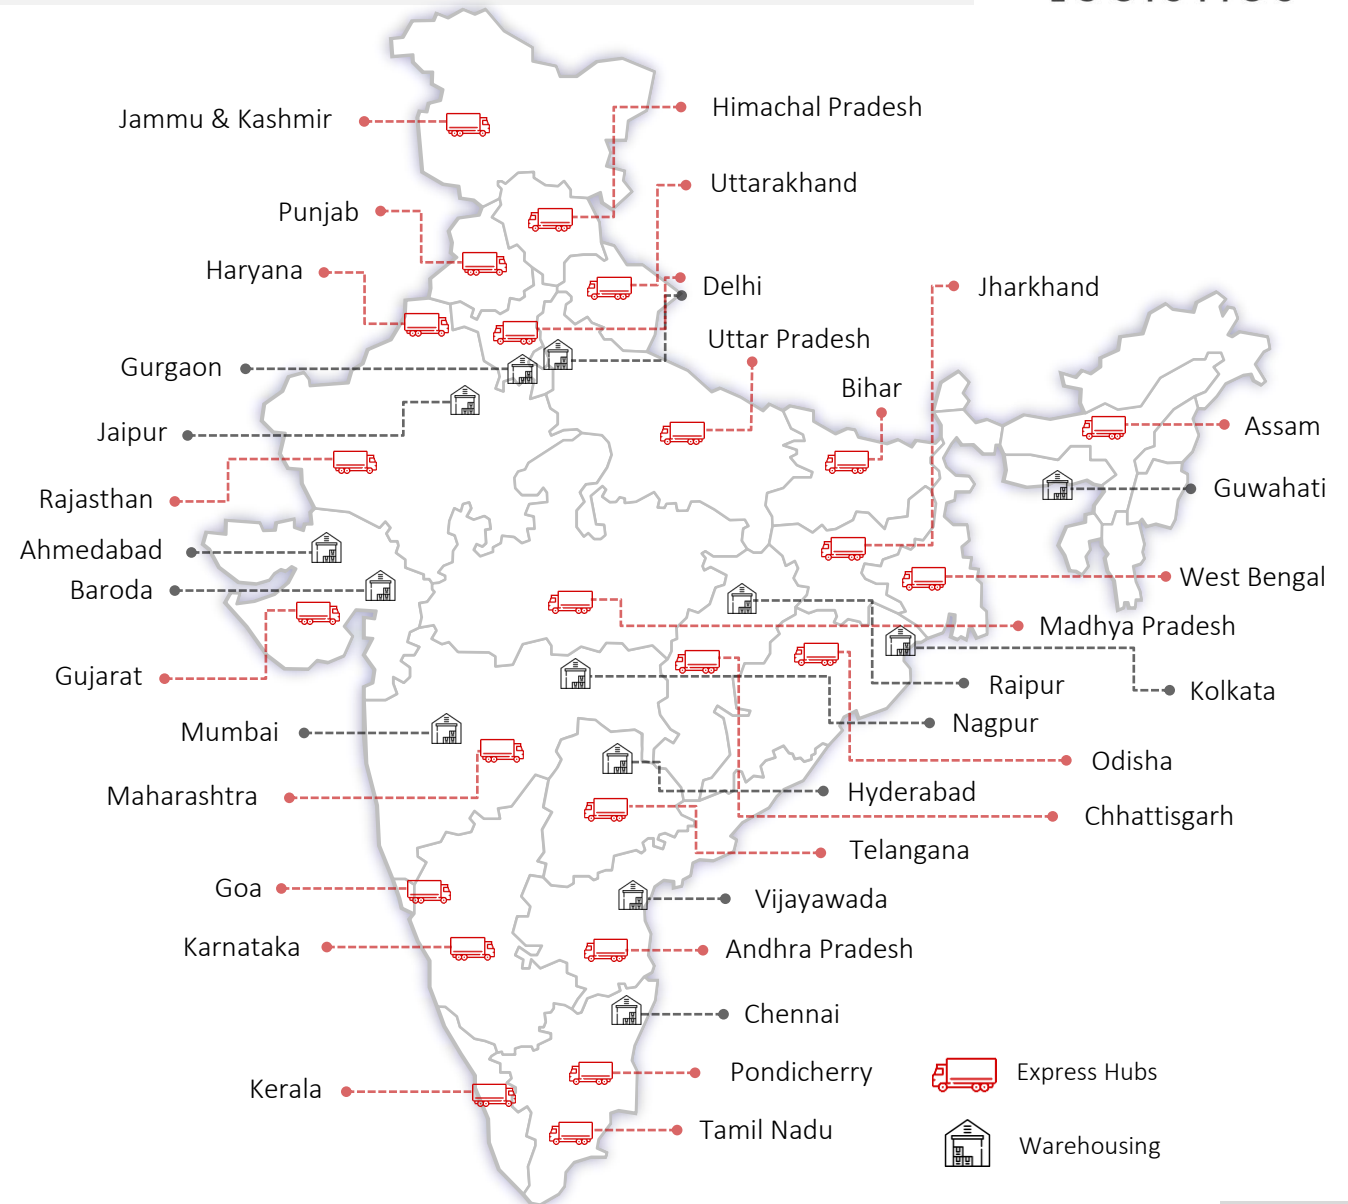 Jammu & Kashmir
Himachal Pradesh
Uttarakhand
Punjab
Haryana
Delhi
Jharkhand
Uttar Pradesh
Gurgaon
Bihar
Jaipur
Assam
Rajasthan
Guwahati
Ahmedabad
Baroda
West Bengal
Madhya Pradesh
Gujarat
Raipur
Kolkata
Nagpur
Mumbai
Odisha
Maharashtra
Hyderabad
Chhattisgarh
Telangana
Goa
Vijayawada
Karnataka
Andhra Pradesh
Chennai
Pondicherry
Express Hubs
Kerala
Tamil Nadu
Warehousing